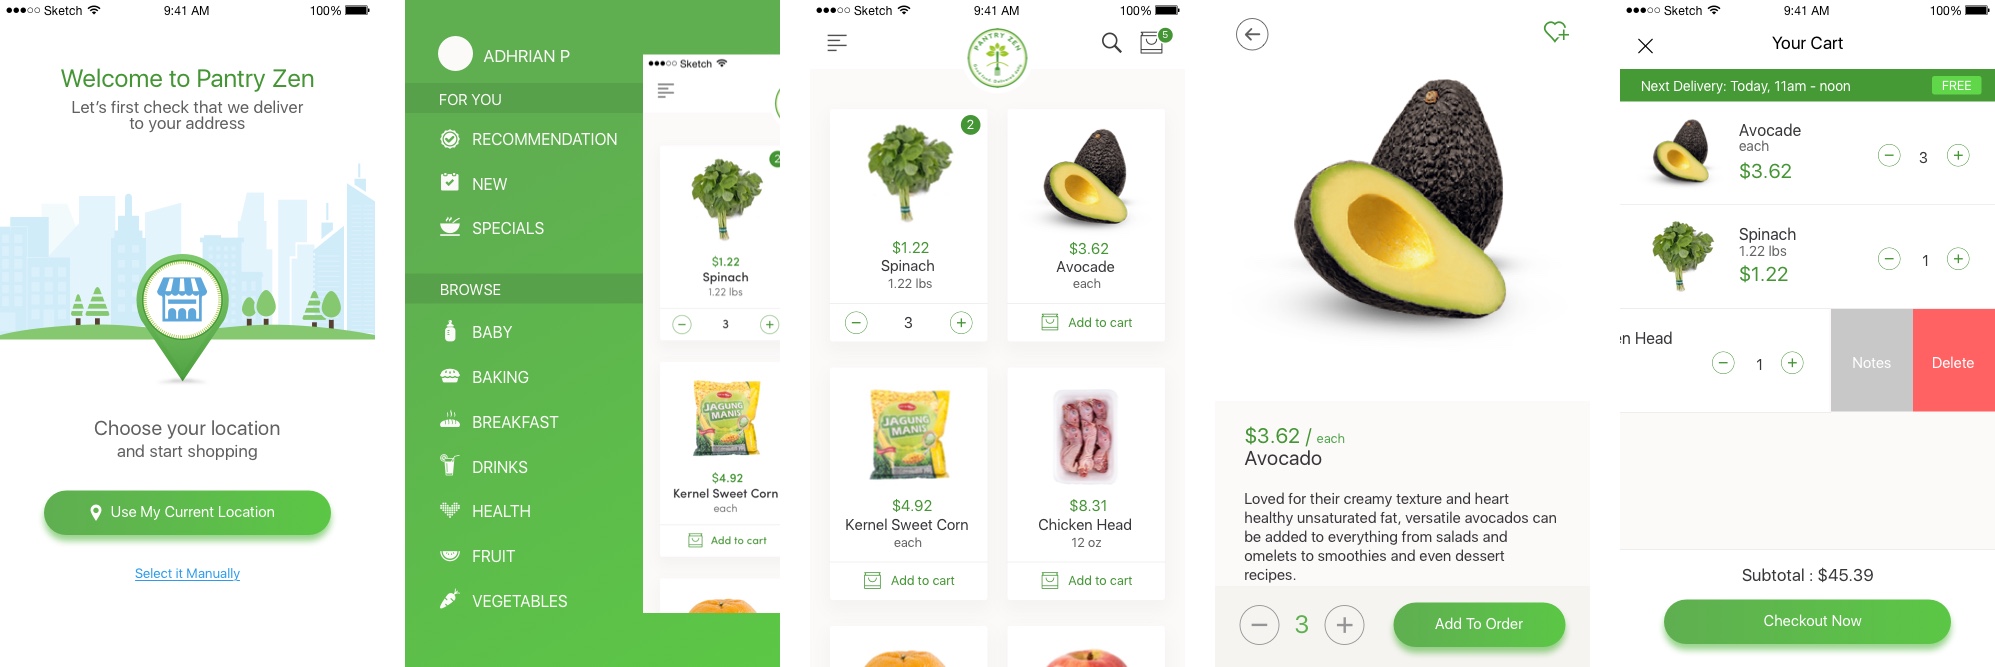 ●●●○○ Sketch 9:41 AM 100%
Welcome to Pantry Zen
Let's first check that we deliver
to your address
Choose your location
and start shopping
Use My Current Location
Select it Manually
ADHRIAN P
FOR YOU
RECOMMENDATION
NEW
SPECIALS
BROWSE
BABY
BAKING
BREAKFAST
DRINKS
HEALTH
FRUIT
VEGETABLES
●●●○○ Sketch
2
$1.22
Spinach
1.22 lbs
3
JAGUNG
MANIS
$4.92
Kernel Sweet Corn
each
Add to cart
●●●○○ Sketch 9:41 AM 100%
PANTRY ZEN
5
2
$1.22
Spinach
1.22 lbs
3
$3.62
Avocade
each
Add to cart
JAGUNG
MANIS
$4.92
Kernel Sweet Corn
each
Add to cart
$8.31
Chicken Head
12 oz
Add to cart
$3.62 / each
Avocado
Loved for their creamy texture and heart
healthy unsaturated fat, versatile avocados can
be added to everything from salads and
omelets to smoothies and even dessert
recipes.
3
Add To Order
●●●○○ Sketch 9:41 AM 100%
Your Cart
Next Delivery: Today, 11am - noon FREE
Avocade
each
$3.62
3
Spinach
1.22 lbs
$1.22
1
en Head
1
Notes
Delete
Subtotal : $45.39
Checkout Now